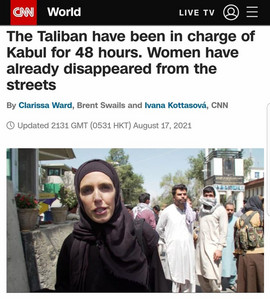 CNN World LIVE TV
The Taliban have been in charge of
Kabul for 48 hours. Women have
already disappeared from the
streets
By Clarissa Ward, Brent Swails and Ivana Kottasová, CNN
Updated 2131 GMT (0531 HKT) August 17, 2021